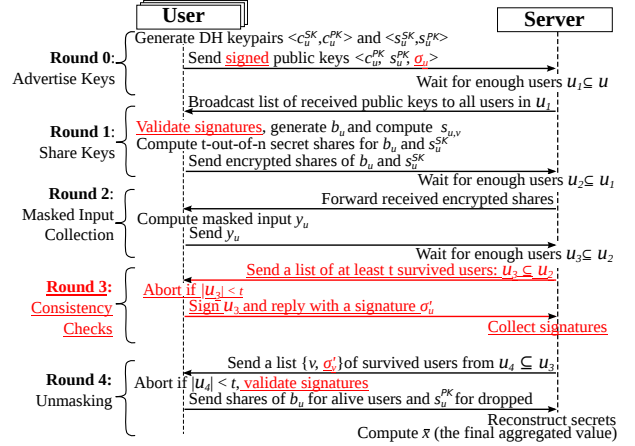 User Server
Generate DH keypairs <c_u^SK, c_u^PK> and <s_u^SK, s_u^PK>
Round 0:
Advertise Keys
Send signed public keys <c_u^PK, s_u^PK, σ_u>
Wait for enough users u_1 ⊆ u
Broadcast list of received public keys to all users in u_1
Round 1:
Share Keys
Validate signatures, generate b_u and compute s_u,v
Compute t-out-of-n secret shares for b_u and s_u^SK
Send encrypted shares of b_u and s_u^SK
Wait for enough users u_2 ⊆ u_1
Round 2:
Masked Input
Collection
Forward received encrypted shares
Compute masked input y_u
Send y_u
Wait for enough users u_3 ⊆ u_2
Round 3:
Consistency
Checks
Send a list of at least t survived users: u_3 ⊆ u_2
Abort if |u_3| < t
Sign u_3 and reply with a signature σ'_u
Collect signatures
Round 4:
Unmasking
Send a list {v, σ'_v}of survived users from u_4 ⊆ u_3
Abort if |u_4| < t, validate signatures
Send shares of b_u for alive users and s_u^PK for dropped
Reconstruct secrets
Compute x̄ (the final aggregated value)